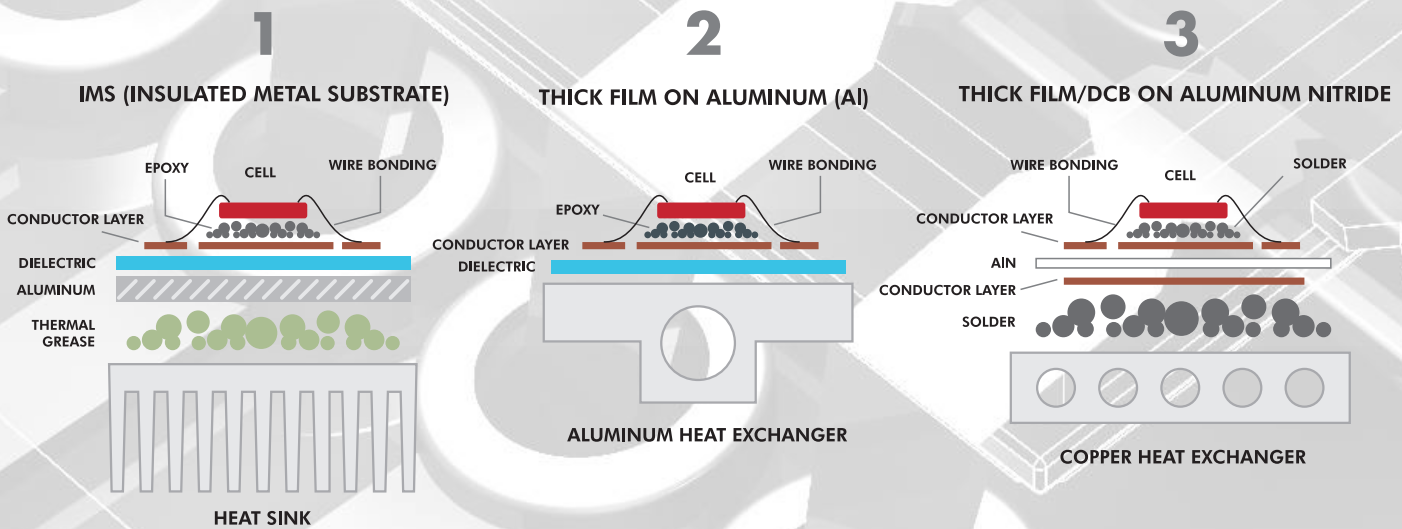 1
IMS (INSULATED METAL SUBSTRATE)
EPOXY
CELL
WIRE BONDING
CONDUCTOR LAYER
DIELECTRIC
ALUMINUM
THERMAL
GREASE
HEAT SINK
2
THICK FILM ON ALUMINUM (Al)
CELL
WIRE BONDING
EPOXY
CONDUCTOR LAYER
DIELECTRIC
ALUMINUM HEAT EXCHANGER
3
THICK FILM/DCB ON ALUMINUM NITRIDE
WIRE BONDING
CELL
SOLDER
CONDUCTOR LAYER
AlN
CONDUCTOR LAYER
SOLDER
COPPER HEAT EXCHANGER